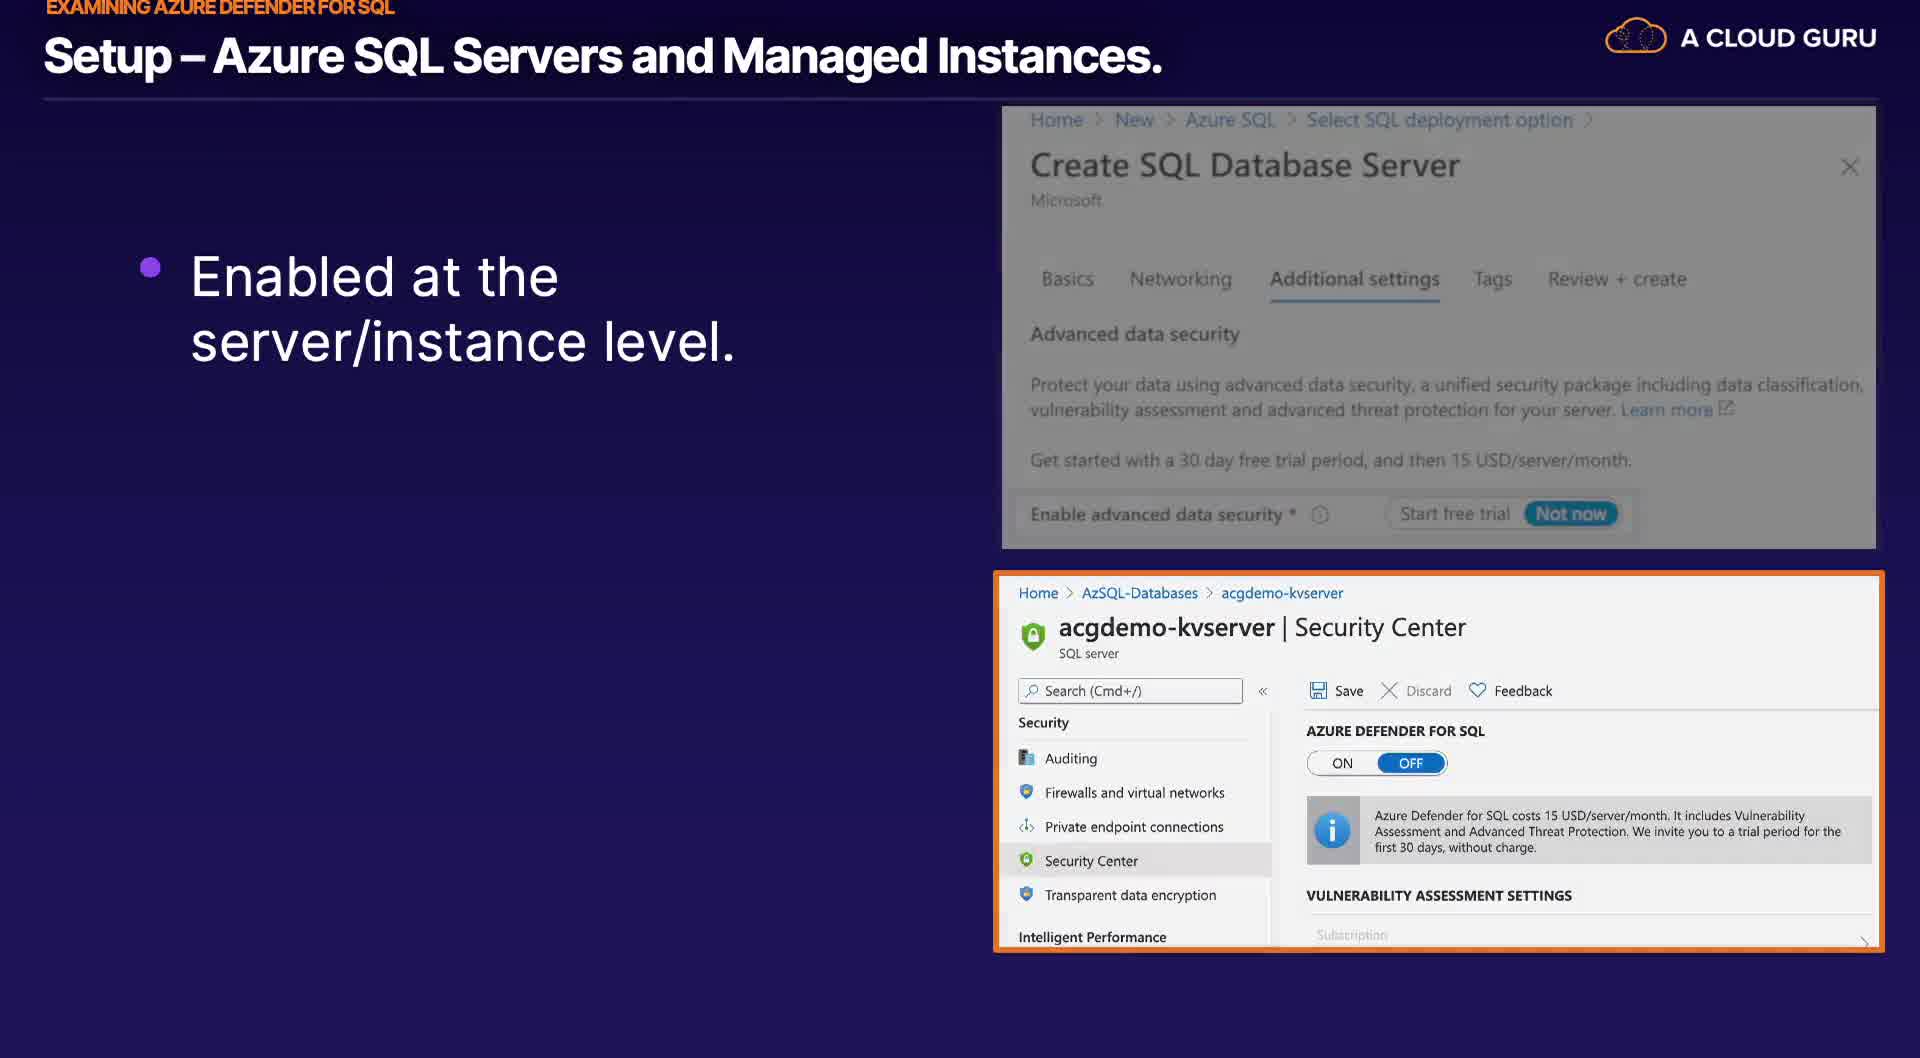 EXAMINING AZURE DEFENDER FOR SQL
Setup – Azure SQL Servers and Managed Instances.
A CLOUD GURU
Enabled at the
server/instance level.
Home > New > Azure SQL > Select SQL deployment option >
Create SQL Database Server
Microsoft
Basics Networking Additional settings Tags Review + create
Advanced data security
Protect your data using advanced data security, a unified security package including data classification,
vulnerability assessment and advanced threat protection for your server. Learn more
Get started with a 30 day free trial period, and then 15 USD/server/month.
Enable advanced data security * Start free trial Not now
Home > AzSQL-Databases > acgdemo-kvserver
acgdemo-kvserver | Security Center
SQL server
Search (Cmd+/) «
Save Discard Feedback
Security
Auditing
Firewalls and virtual networks
Private endpoint connections
Security Center
Transparent data encryption
Intelligent Performance
AZURE DEFENDER FOR SQL
ON OFF
Azure Defender for SQL costs 15 USD/server/month. It includes Vulnerability
Assessment and Advanced Threat Protection. We invite you to a trial period for the
first 30 days, without charge.
VULNERABILITY ASSESSMENT SETTINGS
Subscription